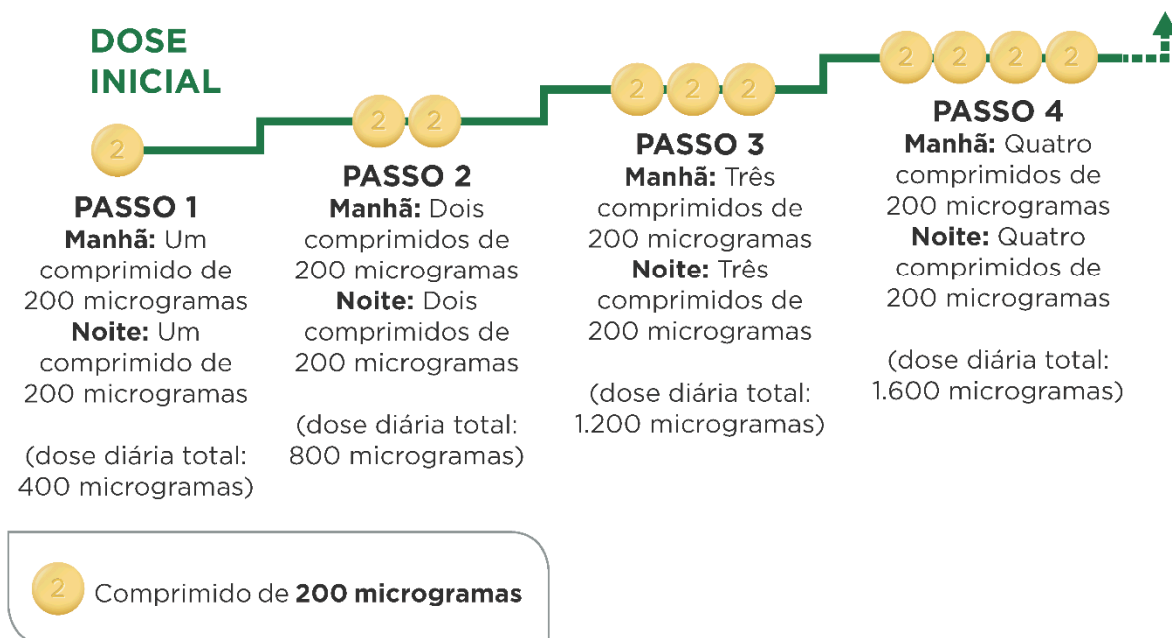 DOSE
INICIAL
2
PASSO 1
Manhã: Um
comprimido de
200 microgramas
Noite: Um
comprimido de
200 microgramas
(dose diária total:
400 microgramas)
2 2
PASSO 2
Manhã: Dois
comprimidos de
200 microgramas
Noite: Dois
comprimidos de
200 microgramas
(dose diária total:
800 microgramas)
2 2 2
PASSO 3
Manhã: Três
comprimidos de
200 microgramas
Noite: Três
comprimidos de
200 microgramas
(dose diária total:
1.200 microgramas)
2 2 2 2
PASSO 4
Manhã: Quatro
comprimidos de
200 microgramas
Noite: Quatro
comprimidos de
200 microgramas
(dose diária total:
1.600 microgramas)
2 Comprimido de 200 microgramas